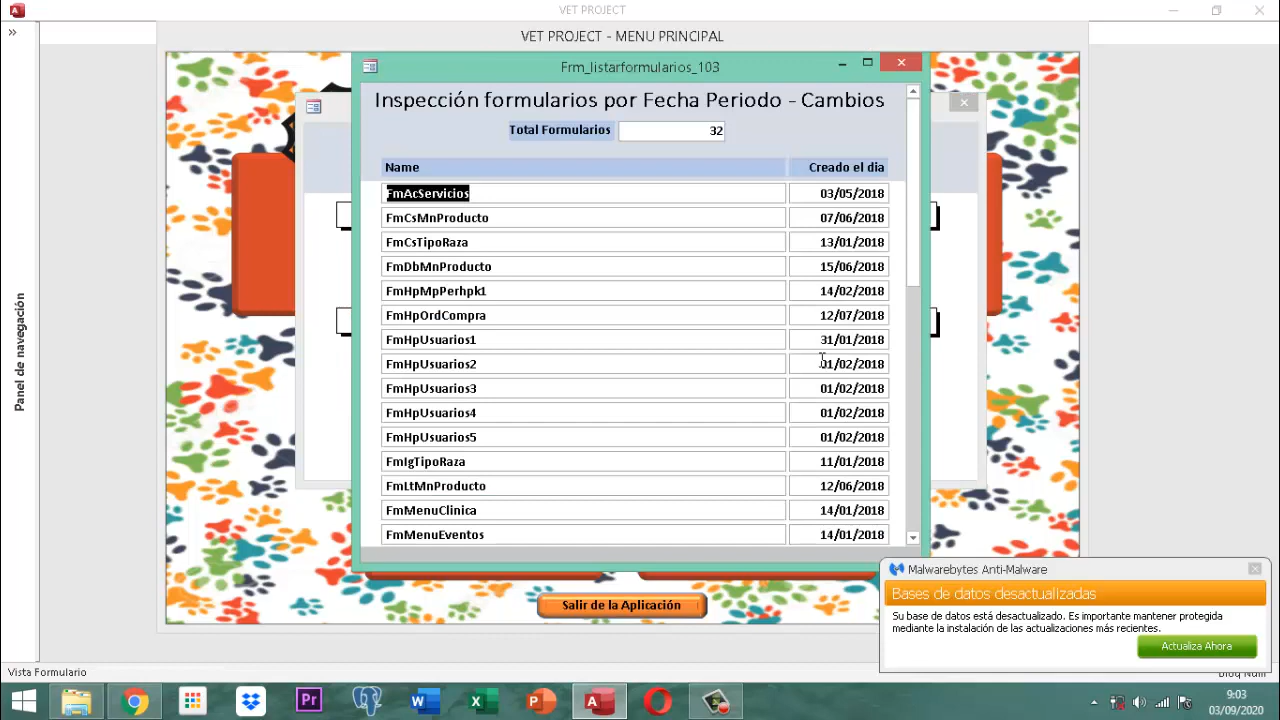 VET PROJECT
VET PROJECT - MENU PRINCIPAL
Frm_listarformularios_103
Inspección formularios por Fecha Periodo - Cambios
Total Formularios 32
Name Creado el dia
FmAcServicios 03/05/2018
FmCsMnProducto 07/06/2018
FmCsTipoRaza 13/01/2018
FmDbMnProducto 15/06/2018
FmHpMpPerhpk1 14/02/2018
FmHpOrdCompra 12/07/2018
FmHpUsuarios1 31/01/2018
FmHpUsuarios2 01/02/2018
FmHpUsuarios3 01/02/2018
FmHpUsuarios4 01/02/2018
FmHpUsuarios5 01/02/2018
FmIgTipoRaza 11/01/2018
FmLtMnProducto 12/06/2018
FmMenuClinica 14/01/2018
FmMenuEventos 14/01/2018
Panel de navegación
Salir de la Aplicación
Malwarebytes Anti-Malware
Bases de datos desactualizadas
Su base de datos está desactualizado. Es importante mantener protegida
mediante la instalación de las actualizaciones más recientes.
Actualiza Ahora
Vista Formulario
Bloq Num
Pr
9:03
03/09/2020